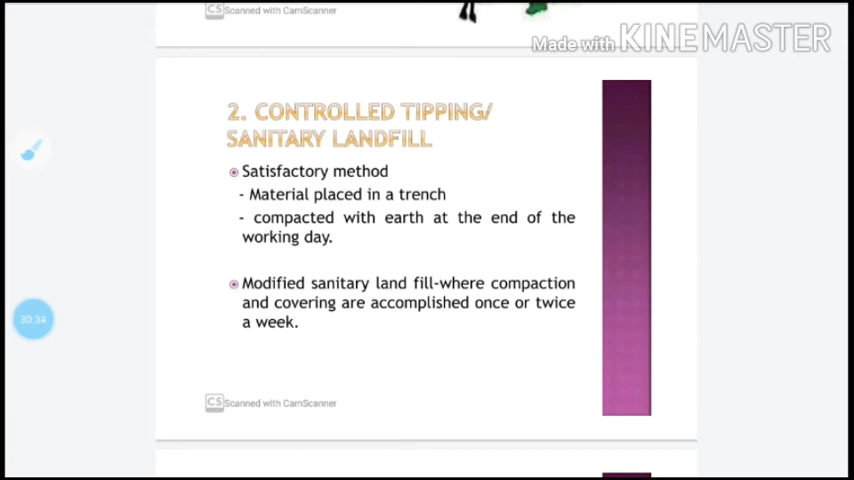 CS Scanned with CamScanner
Made with KINEMASTER
2. CONTROLLED TIPPING/
SANITARY LANDFILL
Satisfactory method
- Material placed in a trench
- compacted with earth at the end of the
working day.
Modified sanitary land fill-where compaction
and covering are accomplished once or twice
a week.
30:34
CS Scanned with CamScanner